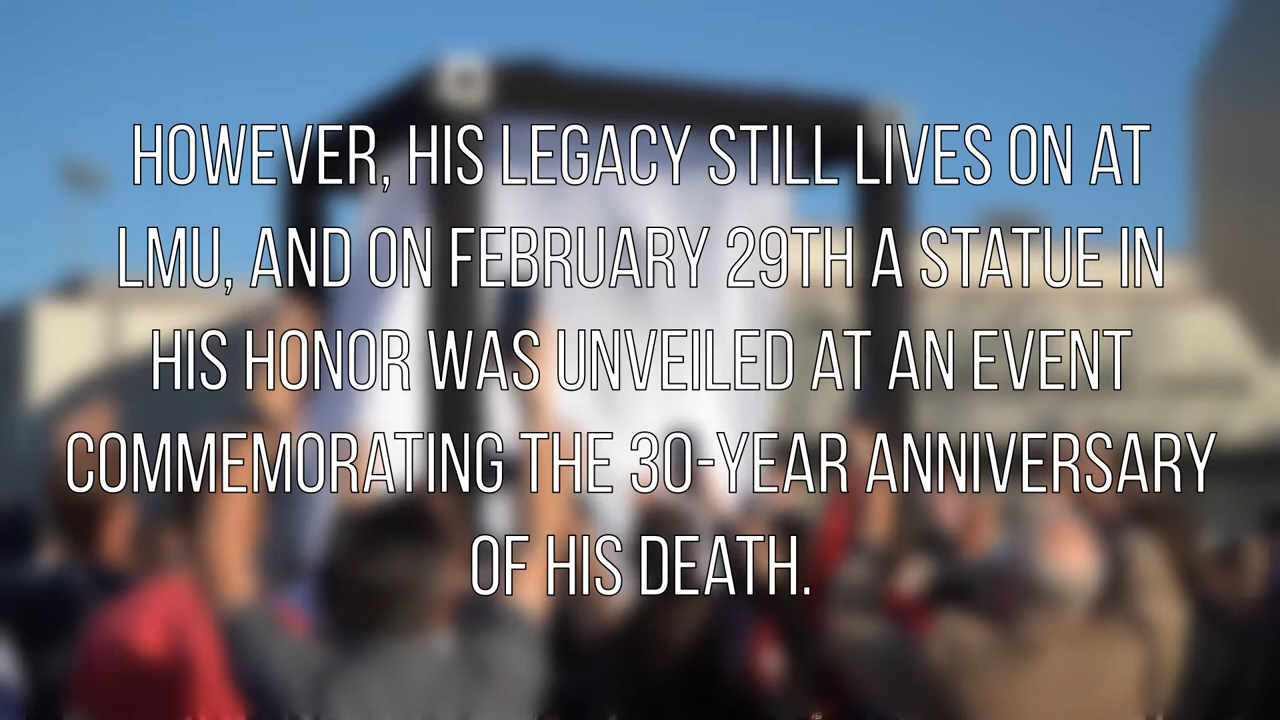 HOWEVER, HIS LEGACY STILL LIVES ON AT
LMU, AND ON FEBRUARY 29TH A STATUE IN
HIS HONOR WAS UNVEILED AT AN EVENT
COMMEMORATING THE 30-YEAR ANNIVERSARY
OF HIS DEATH.